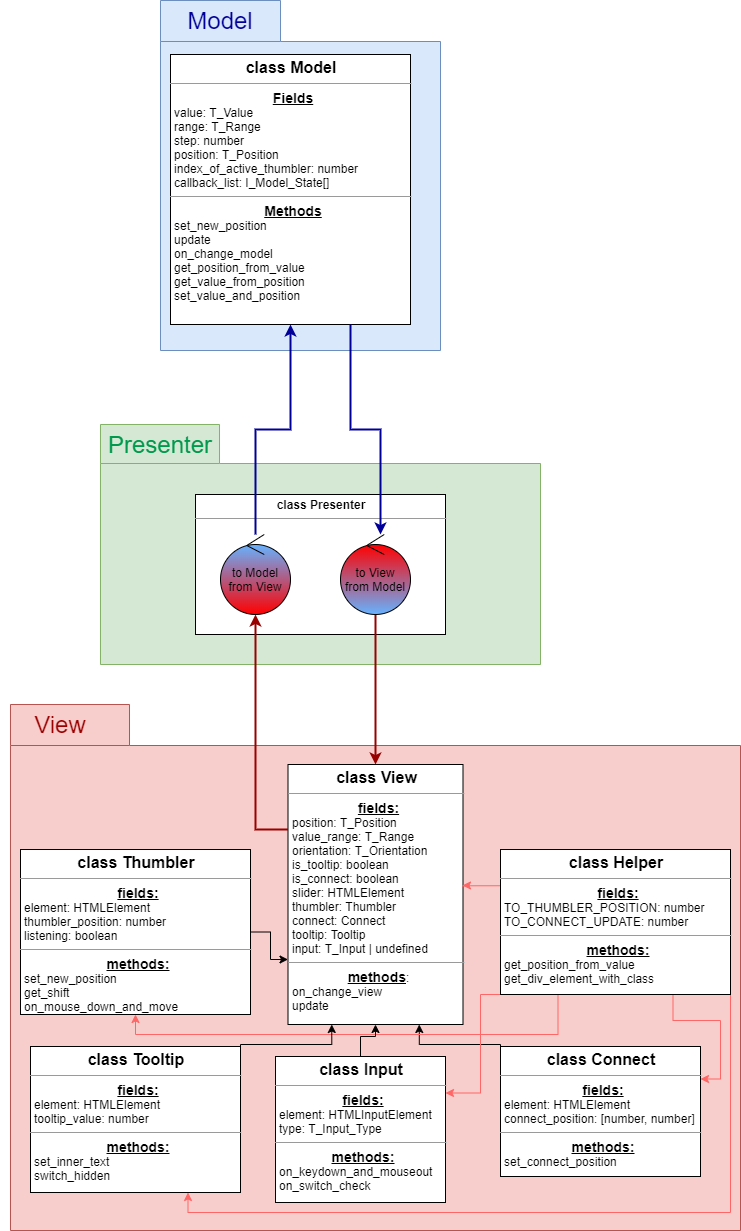 Model
class Model
Fields
value: T_Value
range: T_Range
step: number
position: T_Position
index_of_active_thumbler: number
callback_list: I_Model_State[]
Methods
set_new_position
update
on_change_model
get_position_from_value
get_value_from_position
set_value_and_position
Presenter
class Presenter
to Model
from View
to View
from Model
View
class View
fields:
position: T_Position
value_range: T_Range
orientation: T_Orientation
is_tooltip: boolean
is_connect: boolean
slider: HTMLElement
thumbler: Thumbler
connect: Connect
tooltip: Tooltip
input: T_Input | undefined
methods:
on_change_view
update
class Thumbler
fields:
element: HTMLElement
thumbler_position: number
listening: boolean
methods:
set_new_position
get_shift
on_mouse_down_and_move
class Helper
fields:
TO_THUMBLER_POSITION: number
TO_CONNECT_UPDATE: number
methods:
get_position_from_value
get_div_element_with_class
class Tooltip
fields:
element: HTMLElement
tooltip_value: number
methods:
set_inner_text
switch_hidden
class Input
fields:
element: HTMLInputElement
type: T_Input_Type
methods:
on_keydown_and_mouseout
on_switch_check
class Connect
fields:
element: HTMLElement
connect_position: [number, number]
methods:
set_connect_position